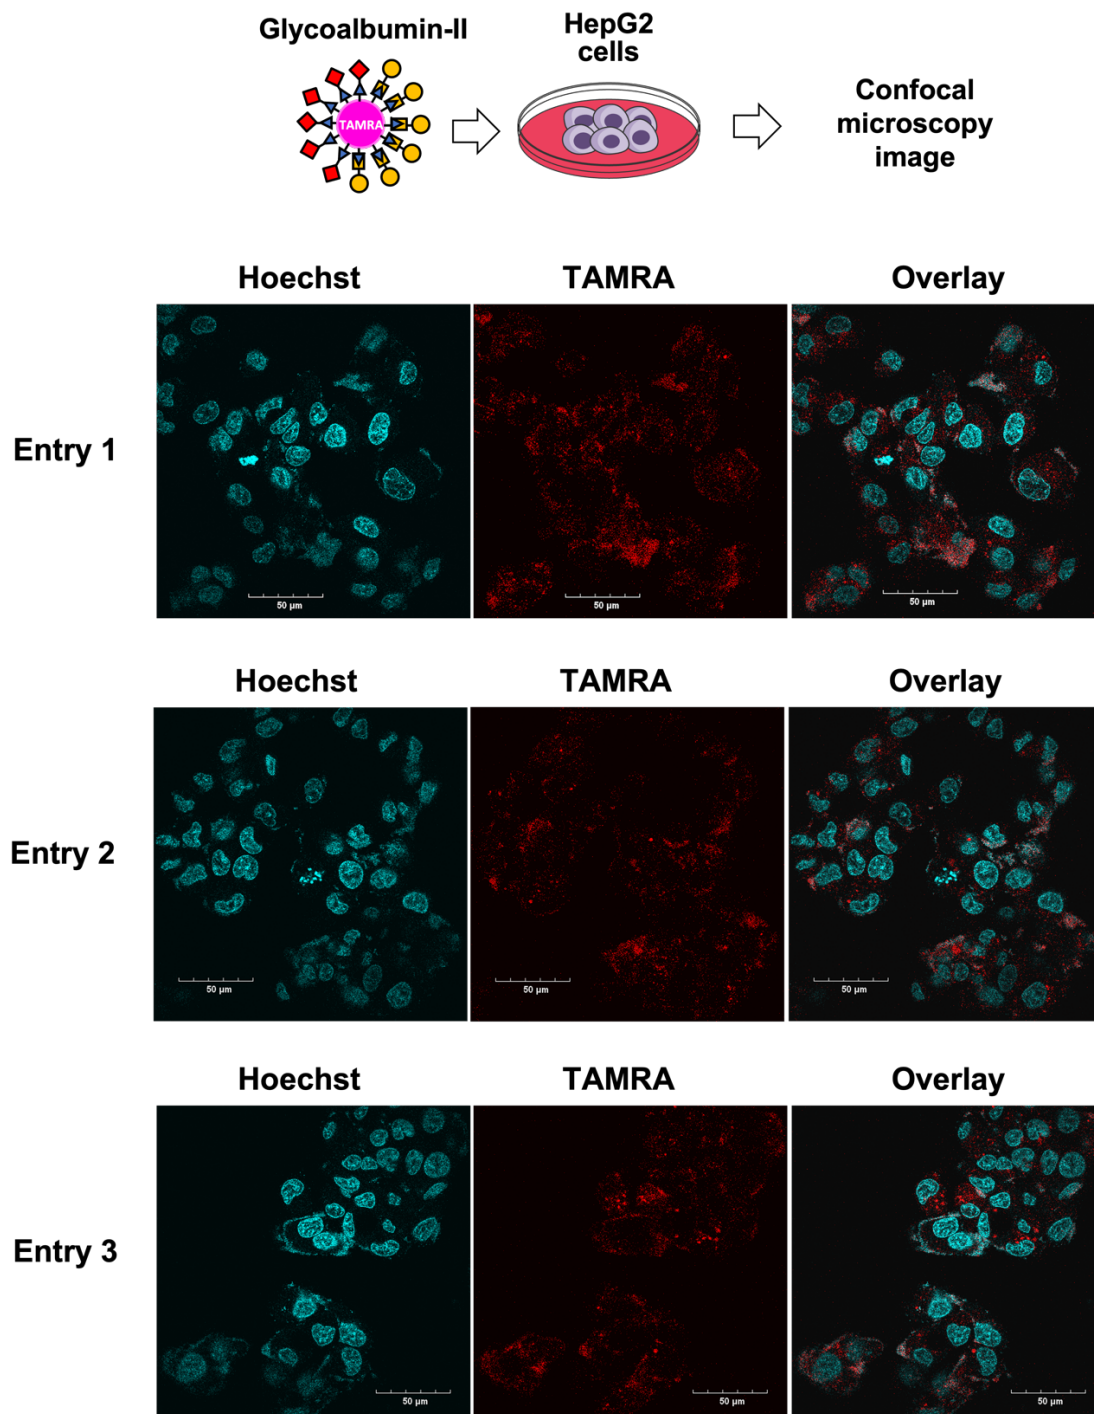 Glycoalbumin-II
HepG2
cells
TAMRA
Confocal
microscopy
image
Hoechst
TAMRA
Overlay
Entry 1
50 µm
50 µm
50 µm
Hoechst
TAMRA
Overlay
Entry 2
50 µm
50 µm
50 µm
Hoechst
TAMRA
Overlay
Entry 3
50 µm
50 µm
50 µm